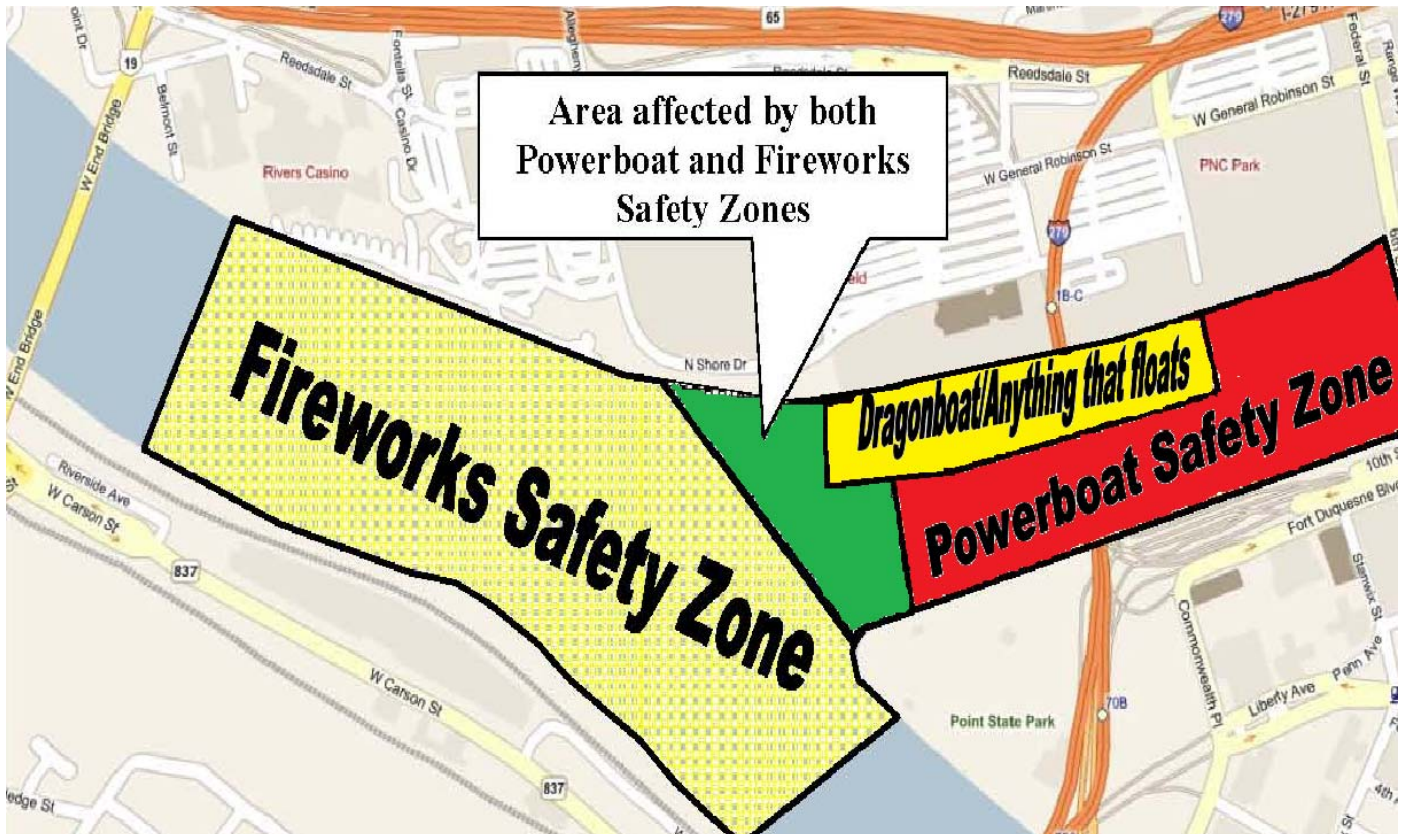 65
279
19
Reedsdale St
Reedsdale St
Fontella St
Casino Dr
Belmont St
W End Bridge
Rivers Casino
Federal St
W General Robinson St
W General Robinson St
PNC Park
279
1B-C
Area affected by both
Powerboat and Fireworks
Safety Zones
N Shore Dr
Fireworks Safety Zone
Dragonboat/Anything that floats
Powerboat Safety Zone
Fort Duquesne Blv
Stanwix St
Commonwealth Pl
Penn Ave
Liberty Ave
Point State Park
70B
Riverside Ave
W Carson St
837
W Carson St
837